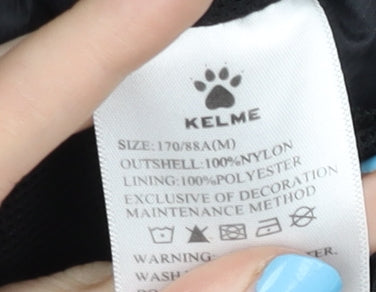 KELME
SIZE:170/88A(M)
OUTSHELL:100%NYLON
LINING:100%POLYESTER
EXCLUSIVE OF DECORATION
MAINTENANCE METHOD
WARNING:
WASH